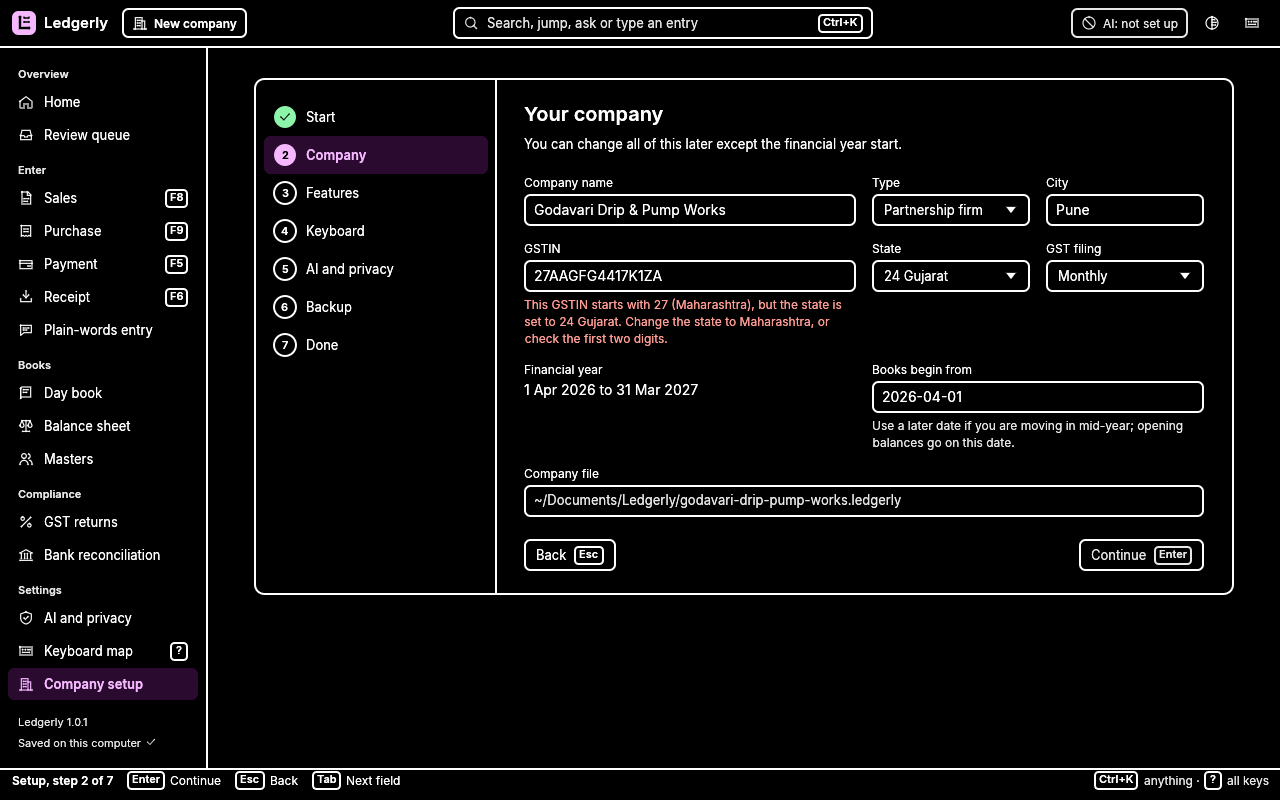 Ledgerly
New company
Search, jump, ask or type an entry
Ctrl+K
AI: not set up
Overview
Home
Review queue
Enter
Sales F8
Purchase F9
Payment F5
Receipt F6
Plain-words entry
Books
Day book
Balance sheet
Masters
Compliance
GST returns
Bank reconciliation
Settings
AI and privacy
Keyboard map ?
Company setup
Ledgerly 1.0.1
Saved on this computer
Start
2 Company
3 Features
4 Keyboard
5 AI and privacy
6 Backup
7 Done
Your company
You can change all of this later except the financial year start.
Company name
Godavari Drip & Pump Works
Type
Partnership firm
City
Pune
GSTIN
27AAGFG4417K1ZA
This GSTIN starts with 27 (Maharashtra), but the state is
set to 24 Gujarat. Change the state to Maharashtra, or
check the first two digits.
State
24 Gujarat
GST filing
Monthly
Financial year
1 Apr 2026 to 31 Mar 2027
Books begin from
2026-04-01
Use a later date if you are moving in mid-year; opening
balances go on this date.
Company file
~/Documents/Ledgerly/godavari-drip-pump-works.ledgerly
Back Esc
Continue Enter
Setup, step 2 of 7 Enter Continue Esc Back Tab Next field
Ctrl+K anything · ? all keys